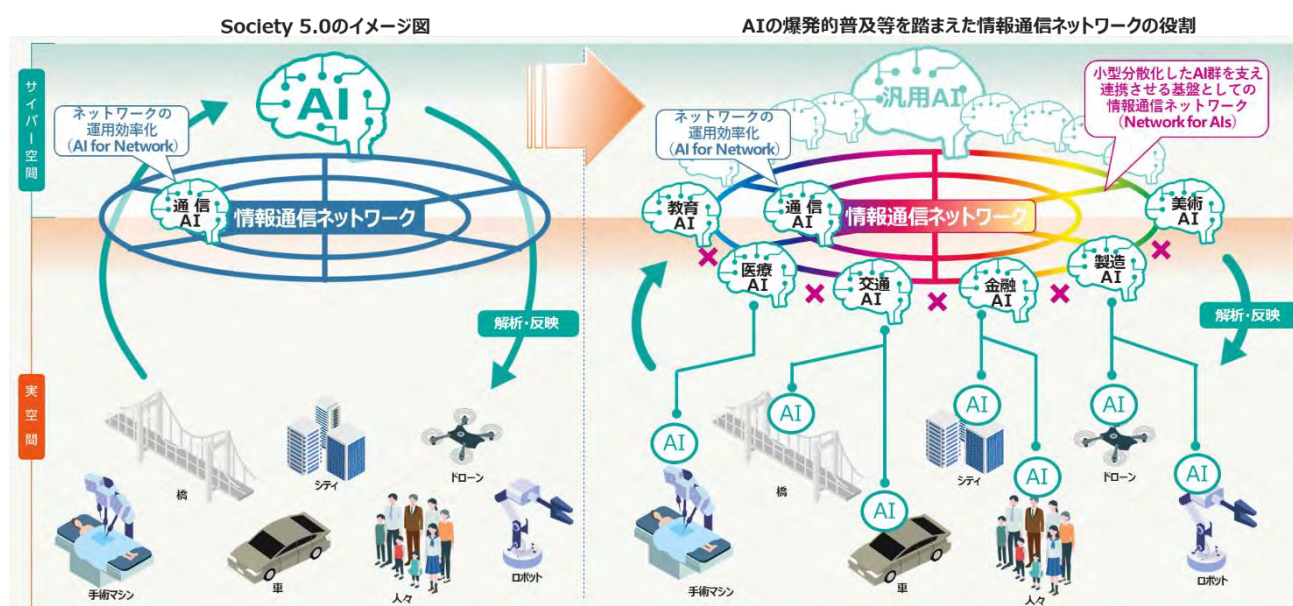 Society 5.0のイメージ図
サイバー空間
実空間
AI
ネットワークの
運用効率化
（AI for Network）
通信
AI
情報通信ネットワーク
解析・反映
橋
シティ
ドローン
手術マシン
車
人々
ロボット
AIの爆発的普及等を踏まえた情報通信ネットワークの役割
汎用AI
小型分散化したAI群を支え
連携させる基盤としての
情報通信ネットワーク
（Network for AIs）
ネットワークの
運用効率化
（AI for Network）
教育
AI
通信
AI
情報通信ネットワーク
美術
AI
医療
AI
交通
AI
金融
AI
製造
AI
解析・反映
AI
AI
AI
AI
AI
AI
AI
橋
シティ
ドローン
手術マシン
車
人々
ロボット